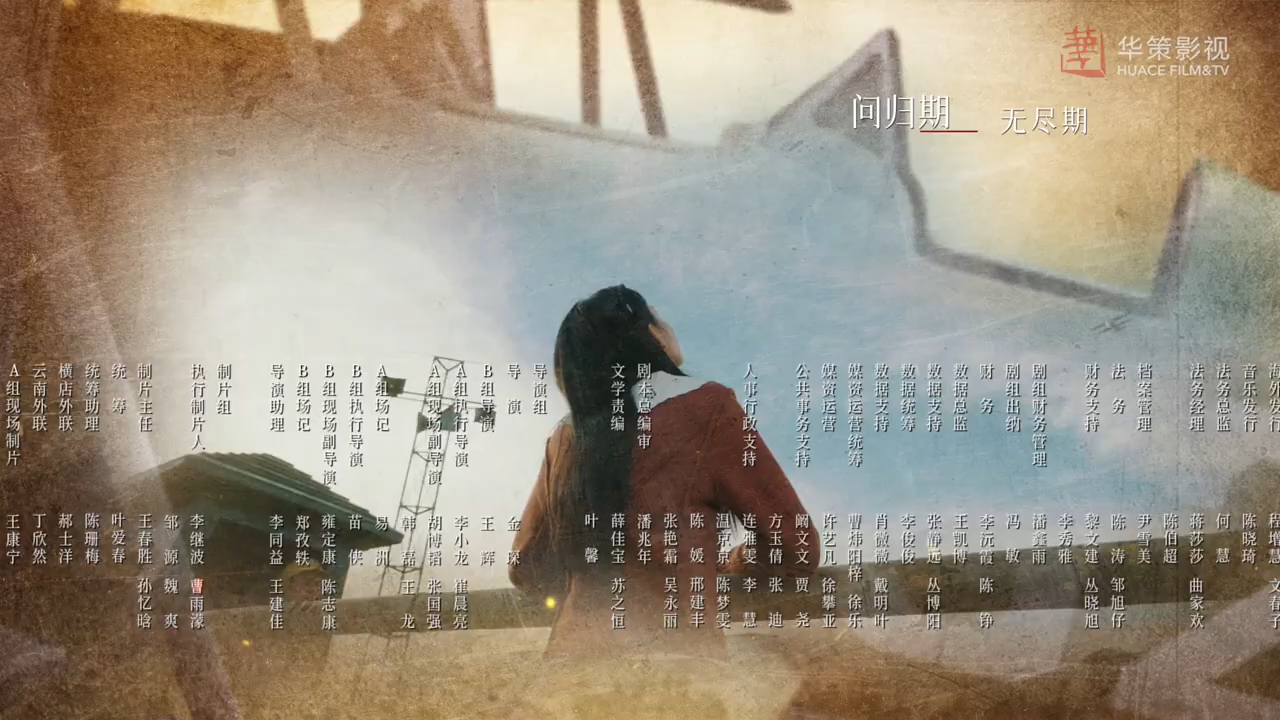 华策影视
HUACE FILM&TV
问归期 无尽期
音乐发行
陈晓琦
法务总监
何 慧
法务经理
蒋莎莎 曲家欢
陈伯超
档案管理
尹雪美
法 务
陈 涛 邹旭仔
财务支持
黎文建 丛晓旭
李秀雅
剧组财务管理
潘鑫雨
剧组出纳
冯 敏
财 务
李沅霞 陈 铮
数据总监
王凯博
数据支持
张静远 丛博阳
数据统筹
李俊俊
数据支持
肖微微 戴明叶
媒资运营统筹
曹炜阳梓 徐乐
媒资运营
许艺凡 徐攀亚
公共事务支持
阚文文 贾 尧
方玉倩 张 迪
人事行政支持
连雅雯 李 慧
温京京 陈梦雯
陈 媛 邢建丰
张艳霜 吴永丽
剧本总编审
潘兆年
文学责编
薛佳宝 苏之恒
叶 馨
导演组
导 演
金 琛
B组导演
王 辉
A组执行导演
李小龙 崔晨亮
A组现场副导演
胡博韬 张国强
韩 磊 王 龙
A组场记
易 洲
B组执行导演
苗 侠
B组现场副导演
雍定康 陈志康
B组场记
郑孜轶
导演助理
李同益 王建佳
制片组
执行制片人
李继波 曹雨濛
邹 源 魏 爽
制片主任
王春胜 孙忆晗
统 筹
叶爱春
统筹助理
陈珊梅
横店外联
郝士洋
云南外联
丁欣然
A组现场制片
王康宁